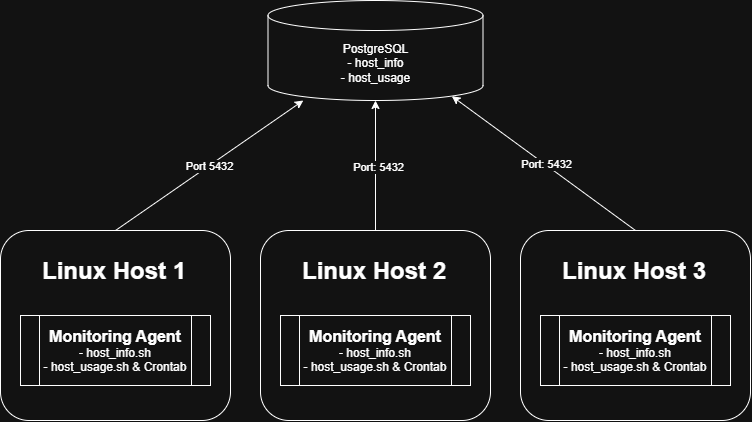 PostgreSQL
- host_info
- host_usage
Port 5432
Port: 5432
Port: 5432
Linux Host 1
Linux Host 2
Linux Host 3
Monitoring Agent
- host_info.sh
- host_usage.sh & Crontab
Monitoring Agent
- host_info.sh
- host_usage.sh & Crontab
Monitoring Agent
- host_info.sh
- host_usage.sh & Crontab